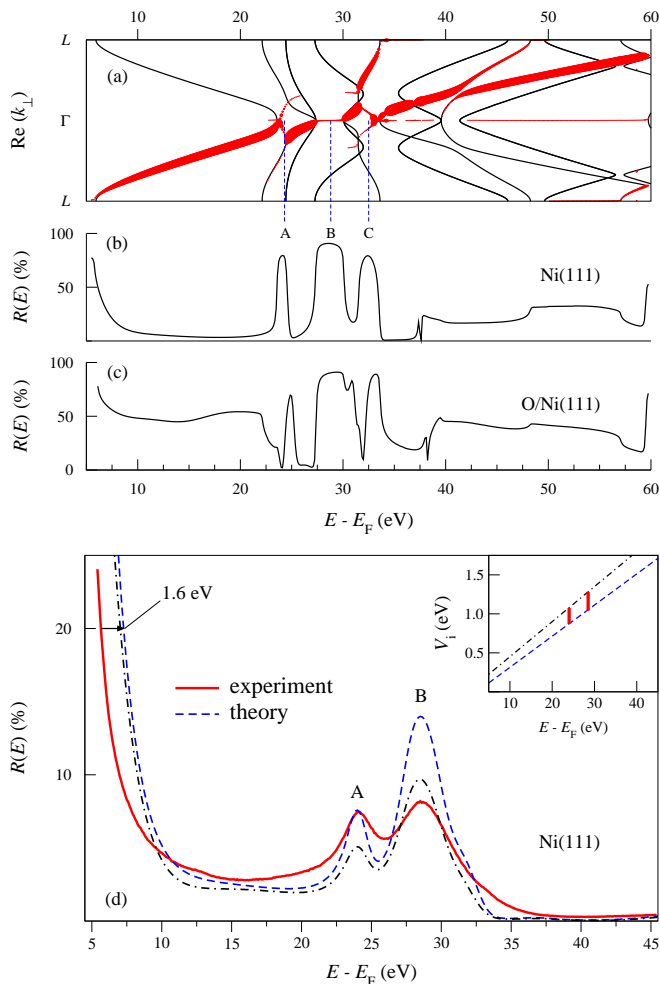 10 20 30 40 50 60
L
(a)
Re (k⊥)
Γ
L
A B C
100
(b)
R(E) (%)
50
Ni(111)
100
(c)
R(E) (%)
50
O/Ni(111)
0
10 20 30 40 50 60
E - EF (eV)
1.6 eV
20
R(E) (%)
experiment
theory
B
A
10
Ni(111)
(d)
5 10 15 20 25 30 35 40 45
E - EF (eV)
1.5
Vi (eV)
1.0
0.5
10 20 30 40
E - EF (eV)